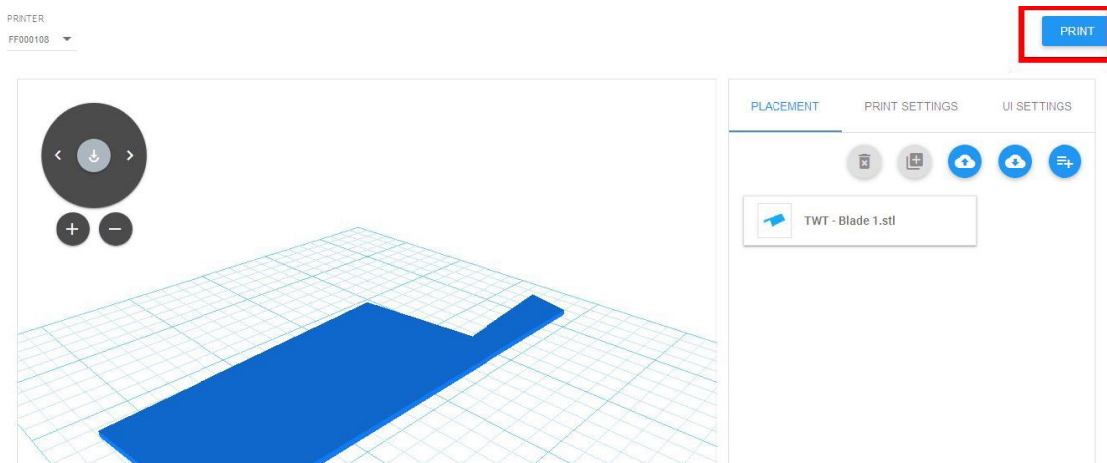 PRINTER
FF000108
PRINT
PLACEMENT PRINT SETTINGS UI SETTINGS
TWT - Blade 1.stl